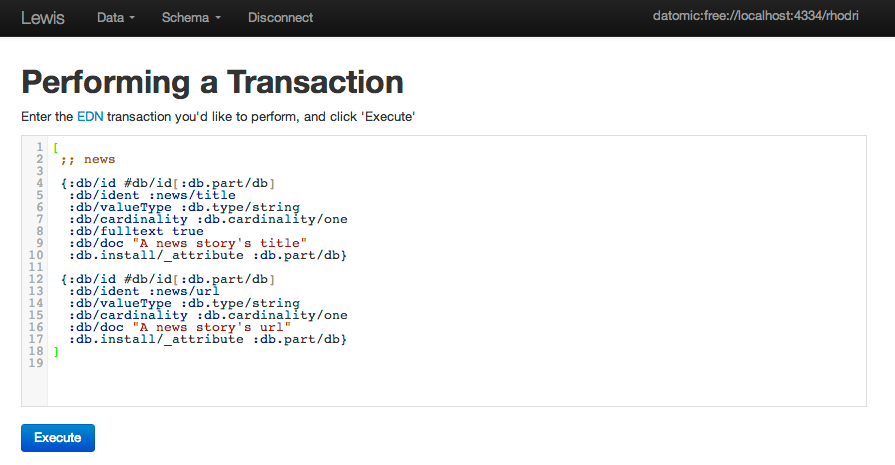 Lewis Data Schema Disconnect datomic:free://localhost:4334/rhodri
Performing a Transaction
Enter the EDN transaction you'd like to perform, and click 'Execute'
1 [
2 ;; news
3
4 {:db/id #db/id[:db.part/db]
5 :db/ident :news/title
6 :db/valueType :db.type/string
7 :db/cardinality :db.cardinality/one
8 :db/fulltext true
9 :db/doc "A news story's title"
10 :db.install/_attribute :db.part/db}
11
12 {:db/id #db/id[:db.part/db]
13 :db/ident :news/url
14 :db/valueType :db.type/string
15 :db/cardinality :db.cardinality/one
16 :db/doc "A news story's url"
17 :db.install/_attribute :db.part/db}
18 ]
19
Execute